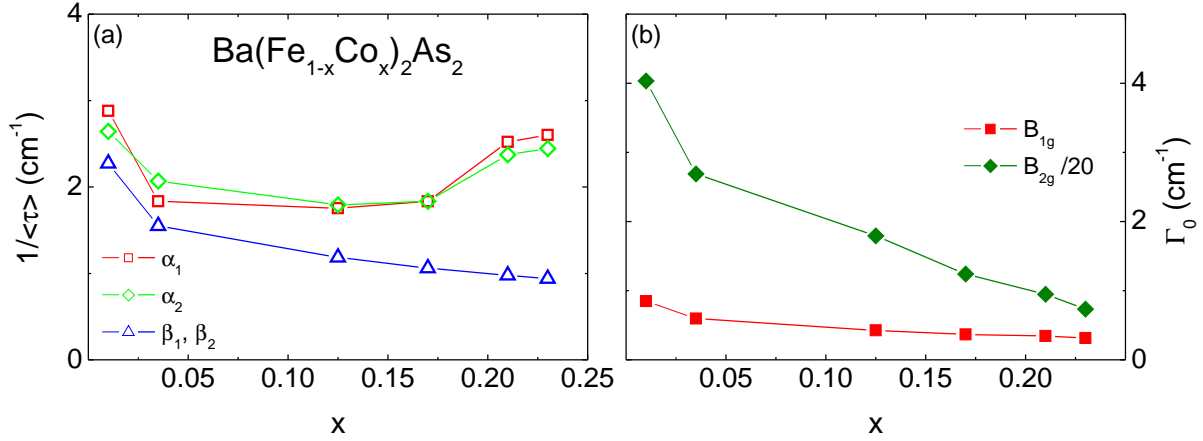 (a) Ba(Fe₁₋ₓCoₓ)₂As₂
4
2
0
1/<τ> (cm⁻¹)
α₁
α₂
β₁, β₂
0.05 0.10 0.15 0.20 0.25
x
(b)
B₁g
B₂g /20
4
2
0
Γ₀ (cm⁻¹)
0.05 0.10 0.15 0.20
x